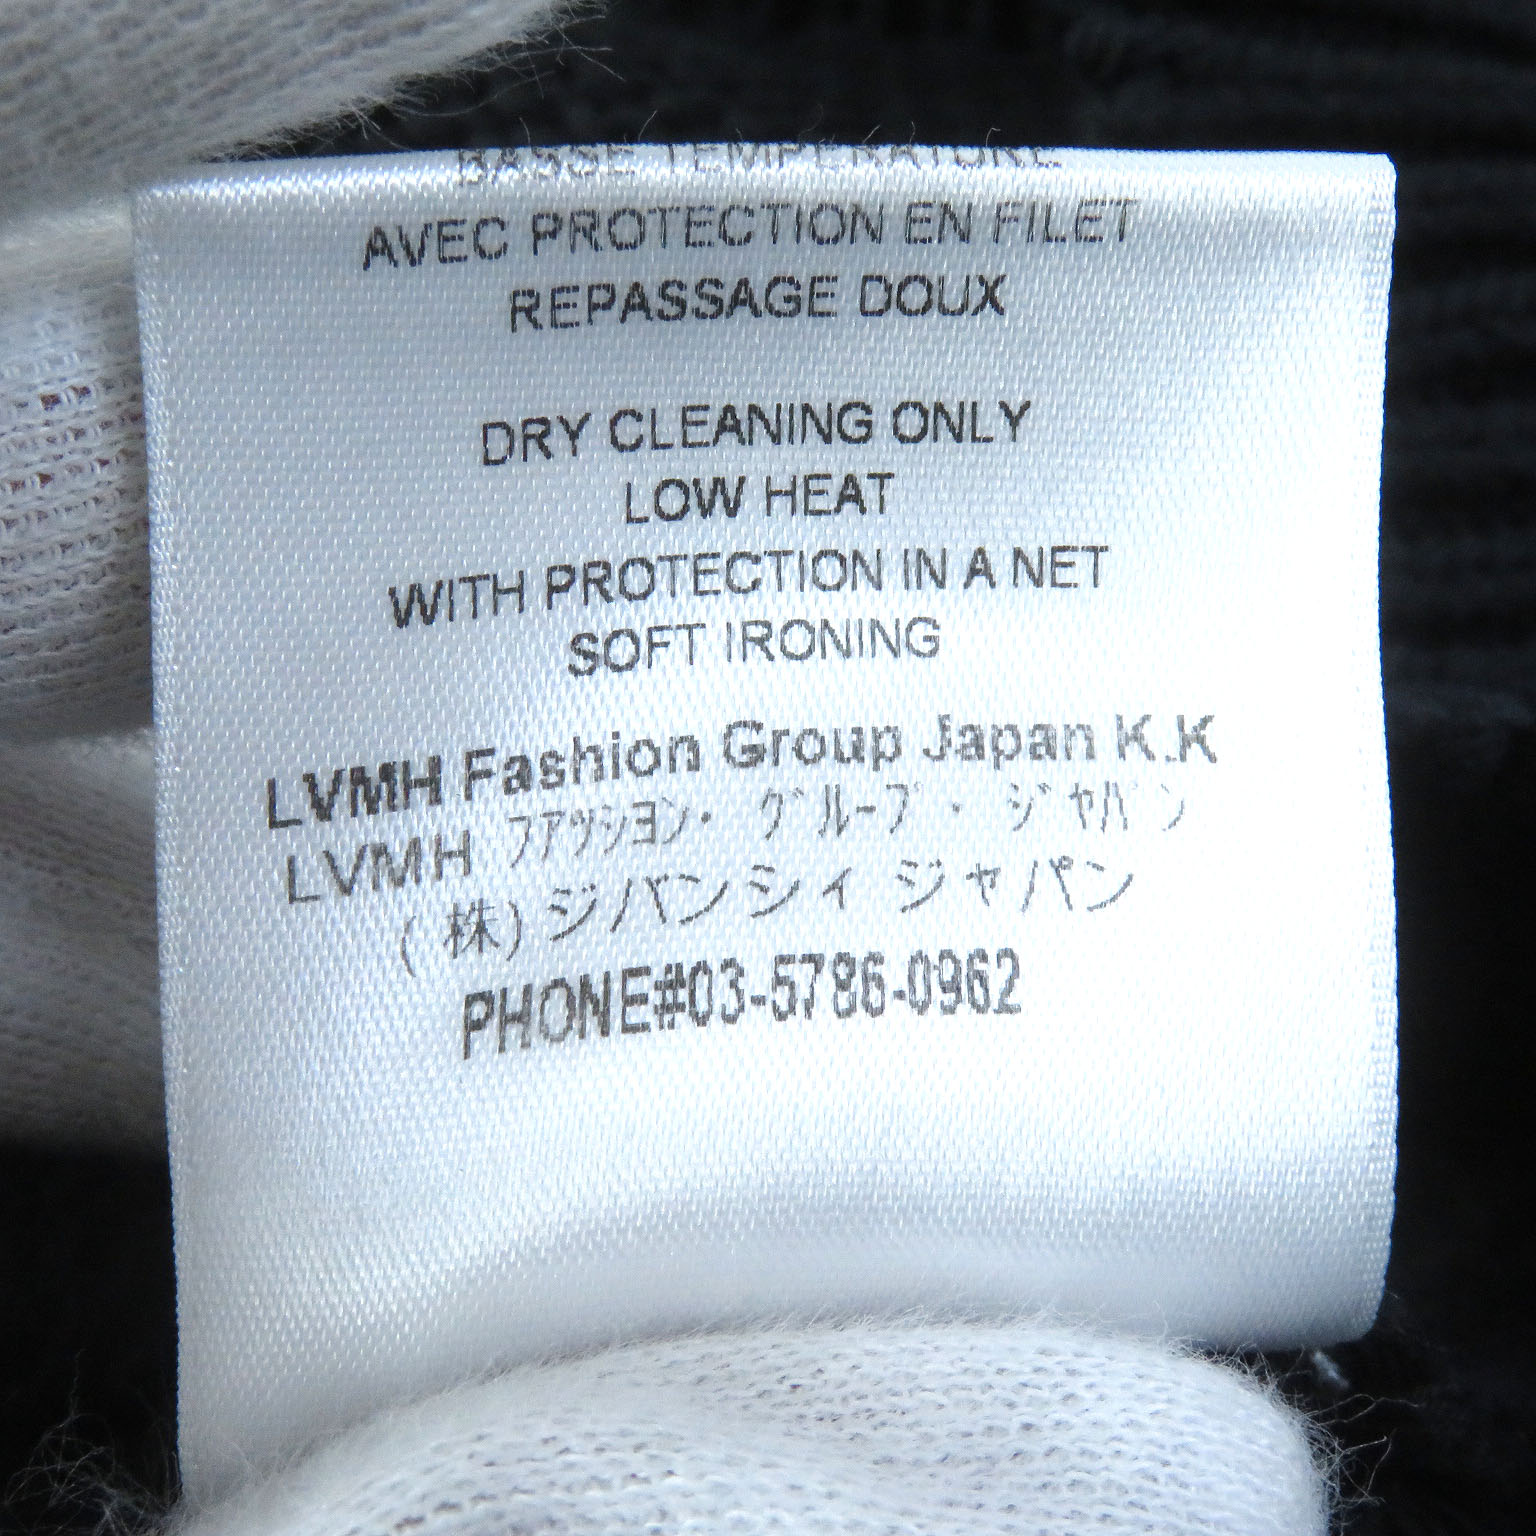 BASSE TEMPERATURE
AVEC PROTECTION EN FILET
REPASSAGE DOUX
DRY CLEANING ONLY
LOW HEAT
WITH PROTECTION IN A NET
SOFT IRONING
LVMH Fashion Group Japan K.K
LVMH ファッション・グループ・ジャパン
(株)ジバンシィ ジャパン
PHONE#03-5786-0962